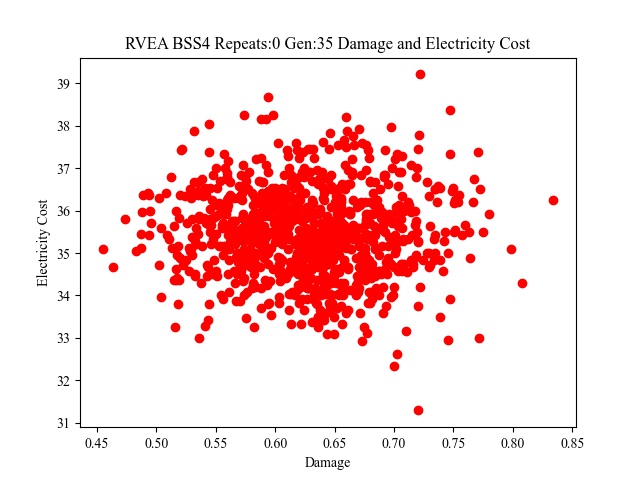 RVEA BSS4 Repeats:0 Gen:35 Damage and Electricity Cost
39
38
37
36
35
34
33
32
31
Electricity Cost
0.45 0.50 0.55 0.60 0.65 0.70 0.75 0.80 0.85
Damage